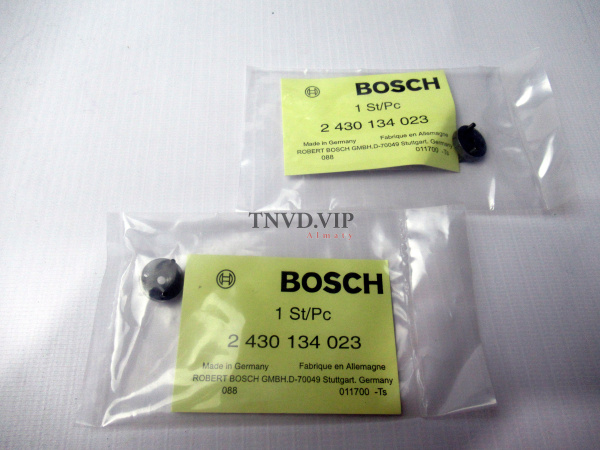 BOSCH
1 St/Pc
2 430 134 023
Made in Germany Fabrique en Allemagne
ROBERT BOSCH GMBH.D-70049 Stuttgart. Germany
088 011700 -Ts
TNVD.VIP
Almaty
BOSCH
1 St/Pc
2 430 134 023
Made in Germany Fabrique en Allemagne
ROBERT BOSCH GMBH.D-70049 Stuttgart. Germany
088 011700 -Ts